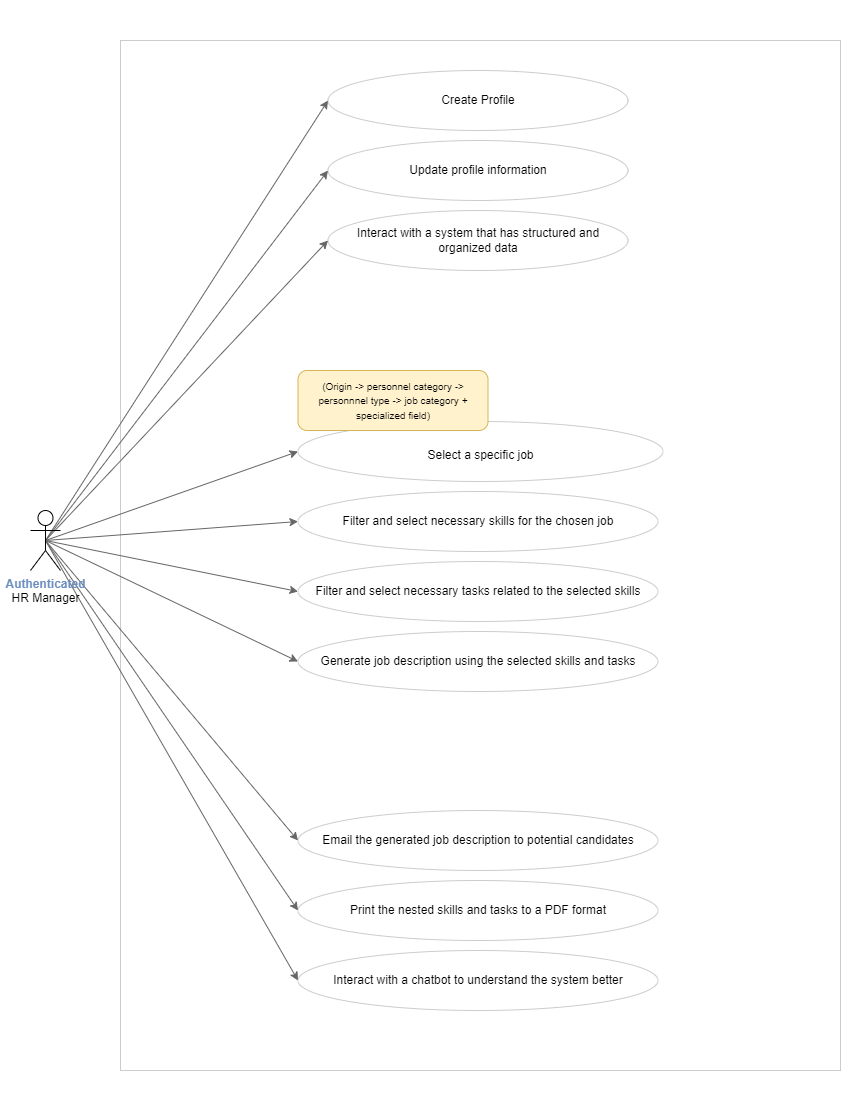 Create Profile
Update profile information
Interact with a system that has structured and
organized data
(Origin -> personnel category ->
personnnel type -> job category +
specialized field)
Select a specific job
Filter and select necessary skills for the chosen job
Authenticated
HR Manager
Filter and select necessary tasks related to the selected skills
Generate job description using the selected skills and tasks
Email the generated job description to potential candidates
Print the nested skills and tasks to a PDF format
Interact with a chatbot to understand the system better